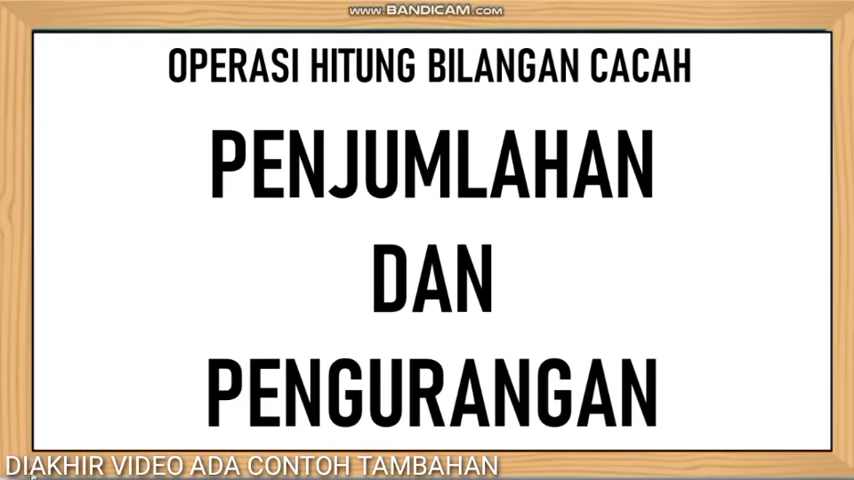 WWW.BANDICAM.COM
OPERASI HITUNG BILANGAN CACAH
PENJUMLAHAN
DAN
PENGURANGAN
DIAKHIR VIDEO ADA CONTOH TAMBAHAN